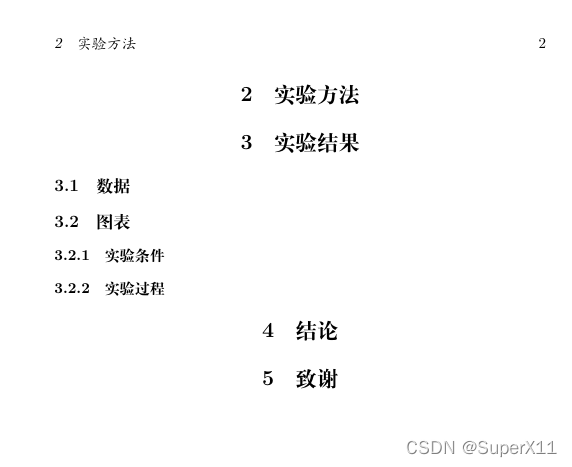 2 实验方法 2
2 实验方法
3 实验结果
3.1 数据
3.2 图表
3.2.1 实验条件
3.2.2 实验过程
4 结论
5 致谢
CSDN @SuperX11